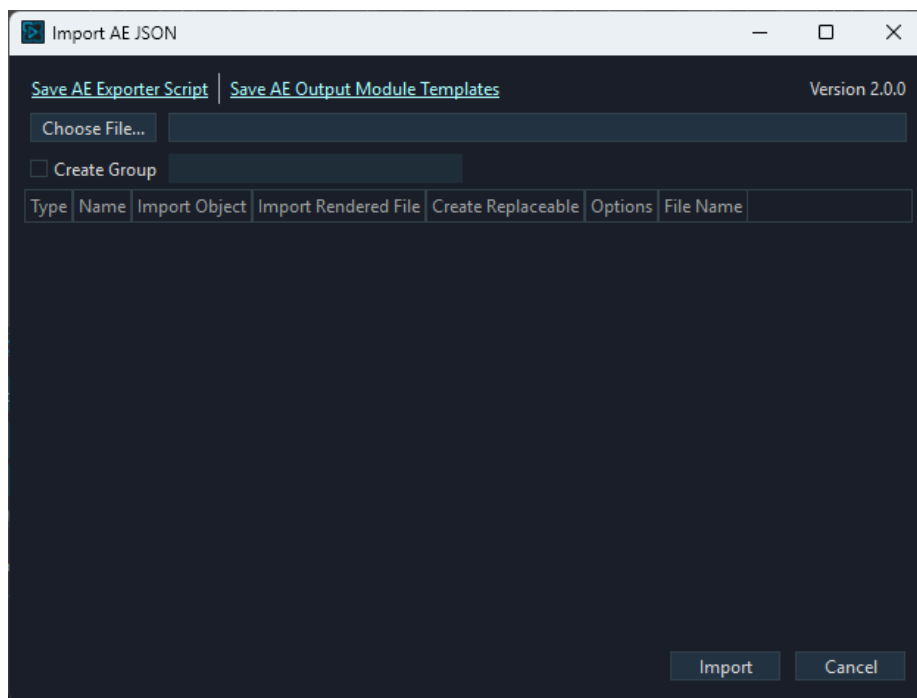 Import AE JSON
Save AE Exporter Script Save AE Output Module Templates Version 2.0.0
Choose File...
Create Group
Type Name Import Object Import Rendered File Create Replaceable Options File Name
Import Cancel